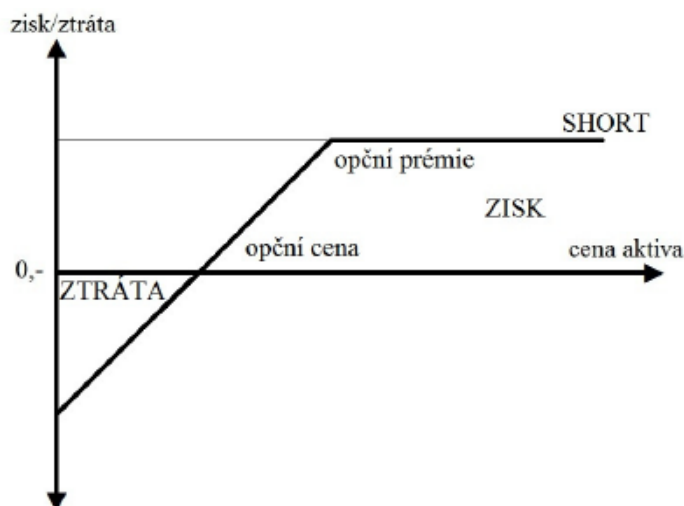 zisk/ztráta
SHORT
opční prémie
ZISK
opční cena
cena aktiva
0,-
ZTRÁTA